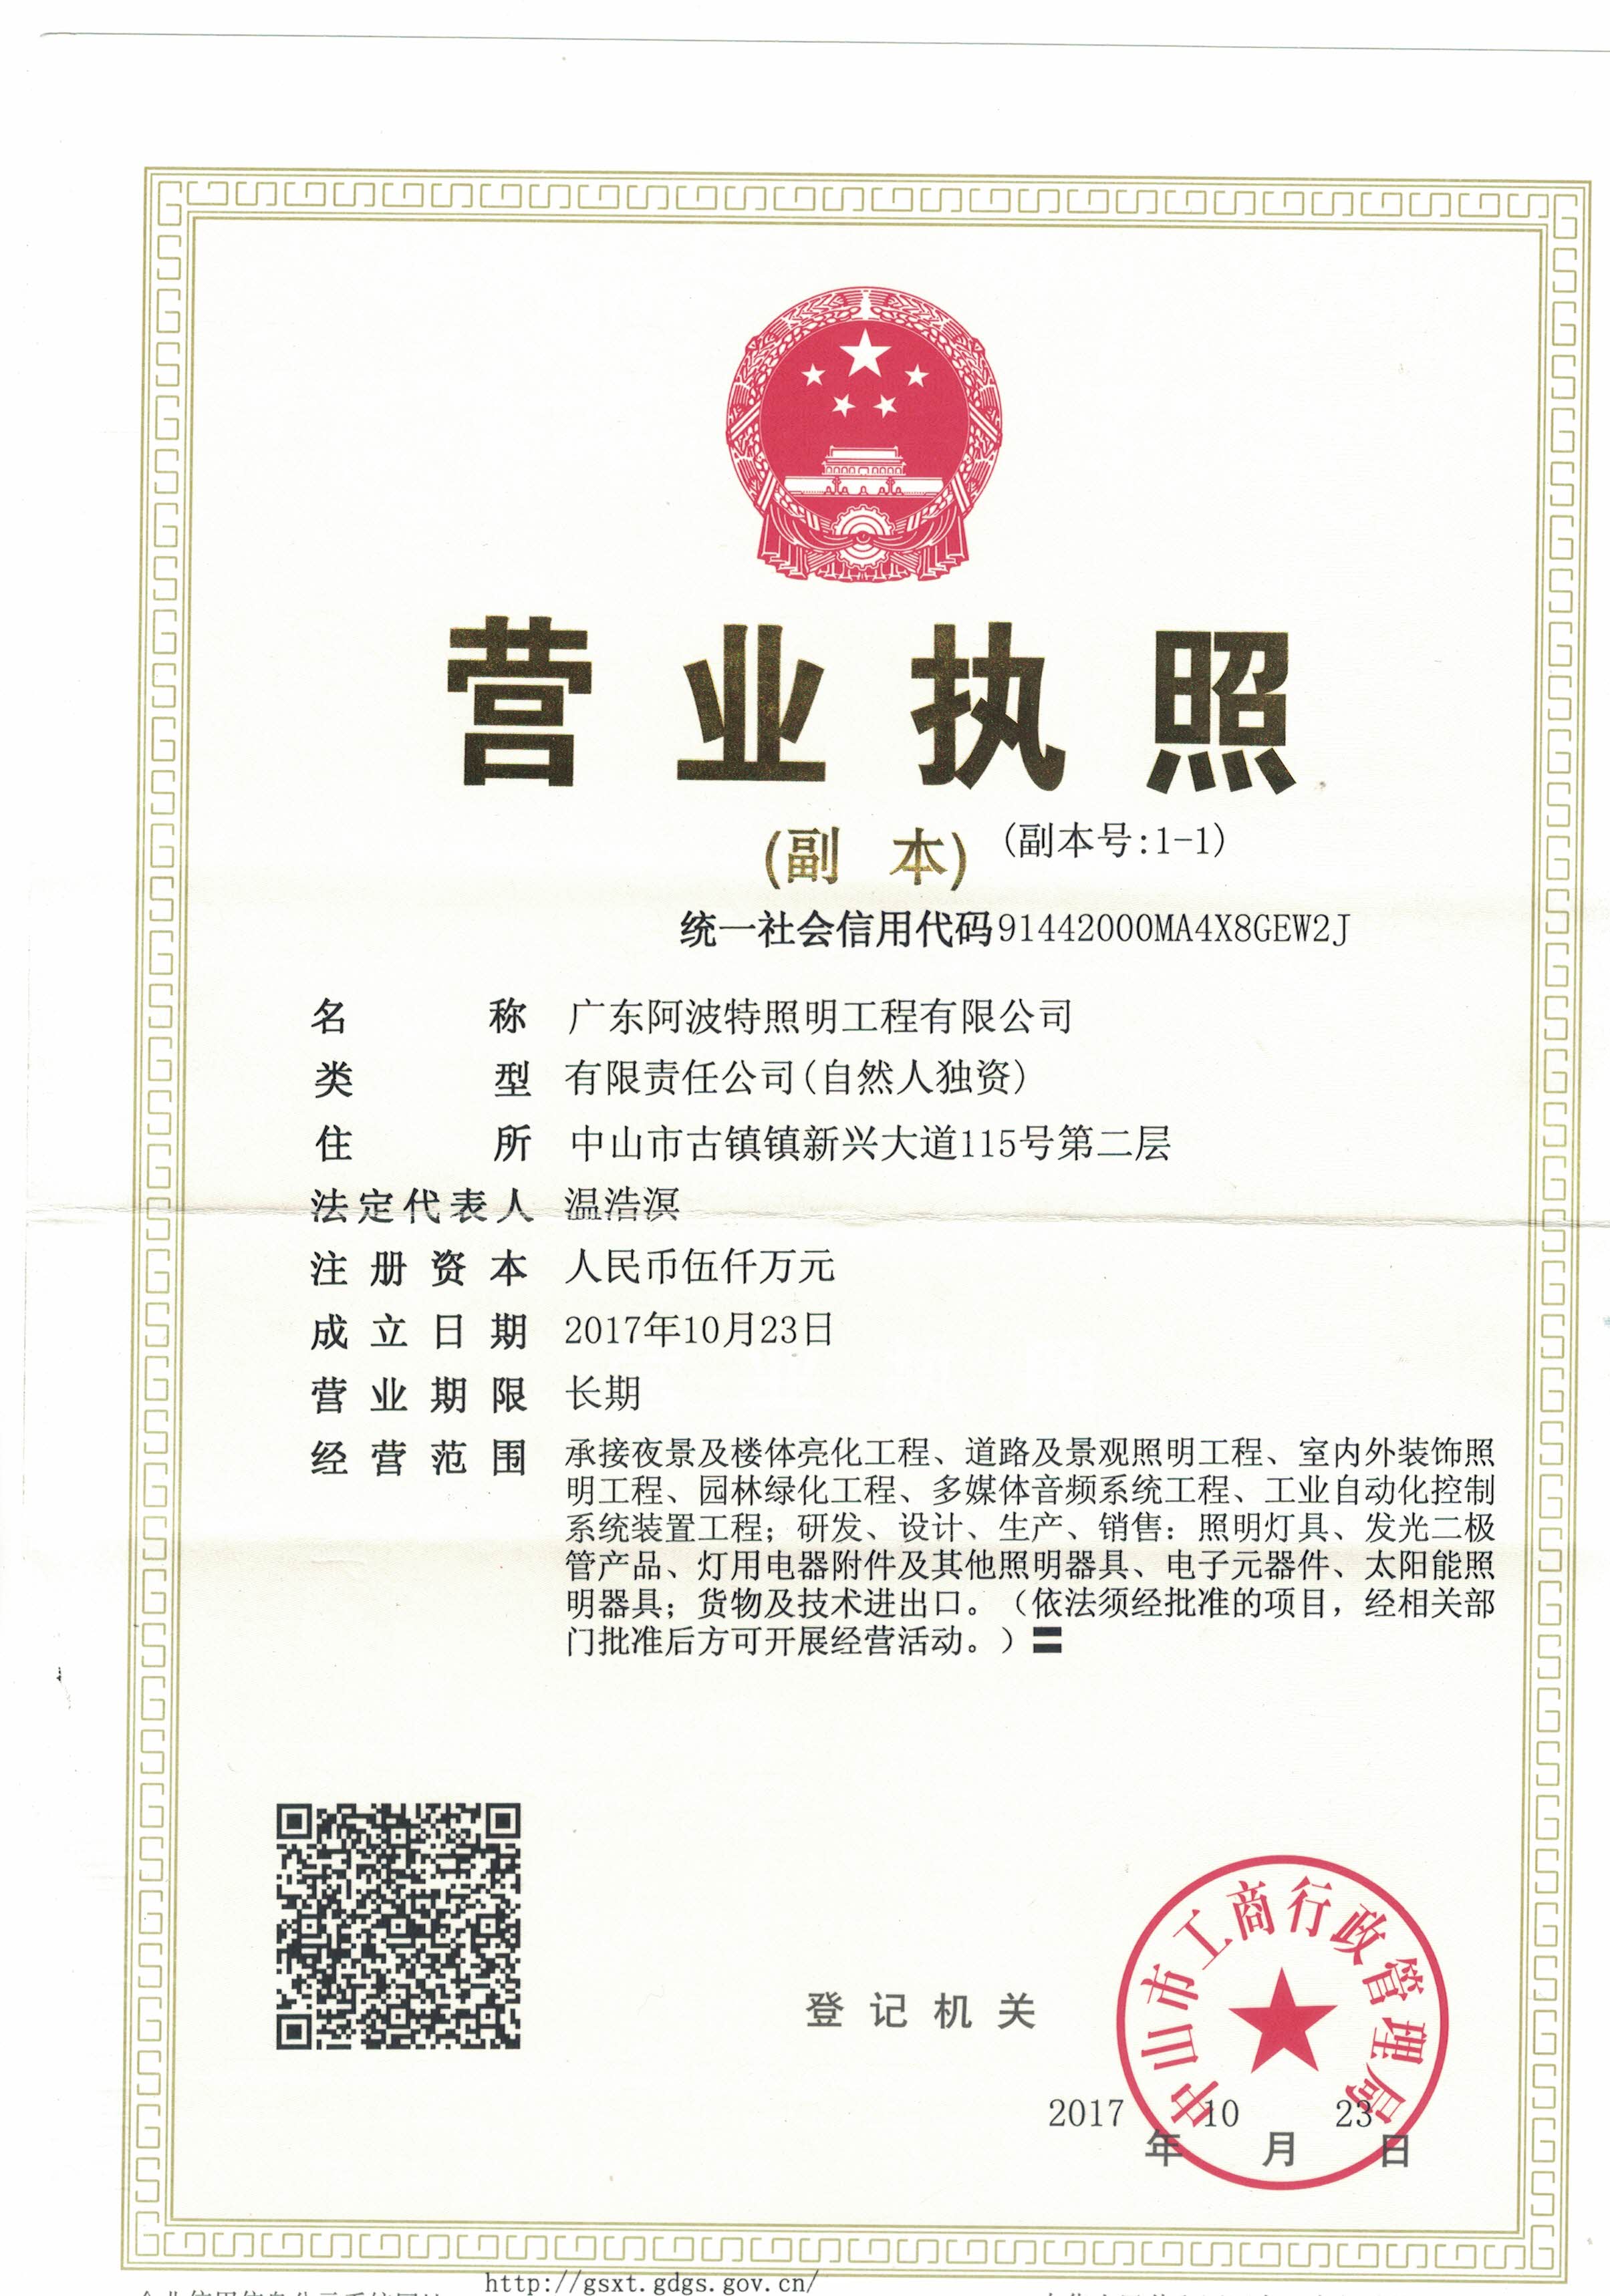 营业执照
(副 本) (副本号:1-1)
统一社会信用代码91442000MA4X8GEW2J
名 称 广东阿波特照明工程有限公司
类 型 有限责任公司(自然人独资)
住 所 中山市古镇镇新兴大道115号第二层
法定代表人 温浩溟
注册资本 人民币伍仟万元
成立日期 2017年10月23日
营业期限 长期
经营范围 承接夜景及楼体亮化工程、道路及景观照明工程、室内外装饰照
明工程、园林绿化工程、多媒体音频系统工程、工业自动化控制
系统装置工程；研发、设计、生产、销售：照明灯具、发光二极
管产品、灯用电器附件及其他照明器具、电子元器件、太阳能照
明器具；货物及技术进出口。（依法须经批准的项目，经相关部
门批准后方可开展经营活动。）〓
中山市工商行政管理局
登记机关
2017年10月23日
http://gsxt.gdgs.gov.cn/